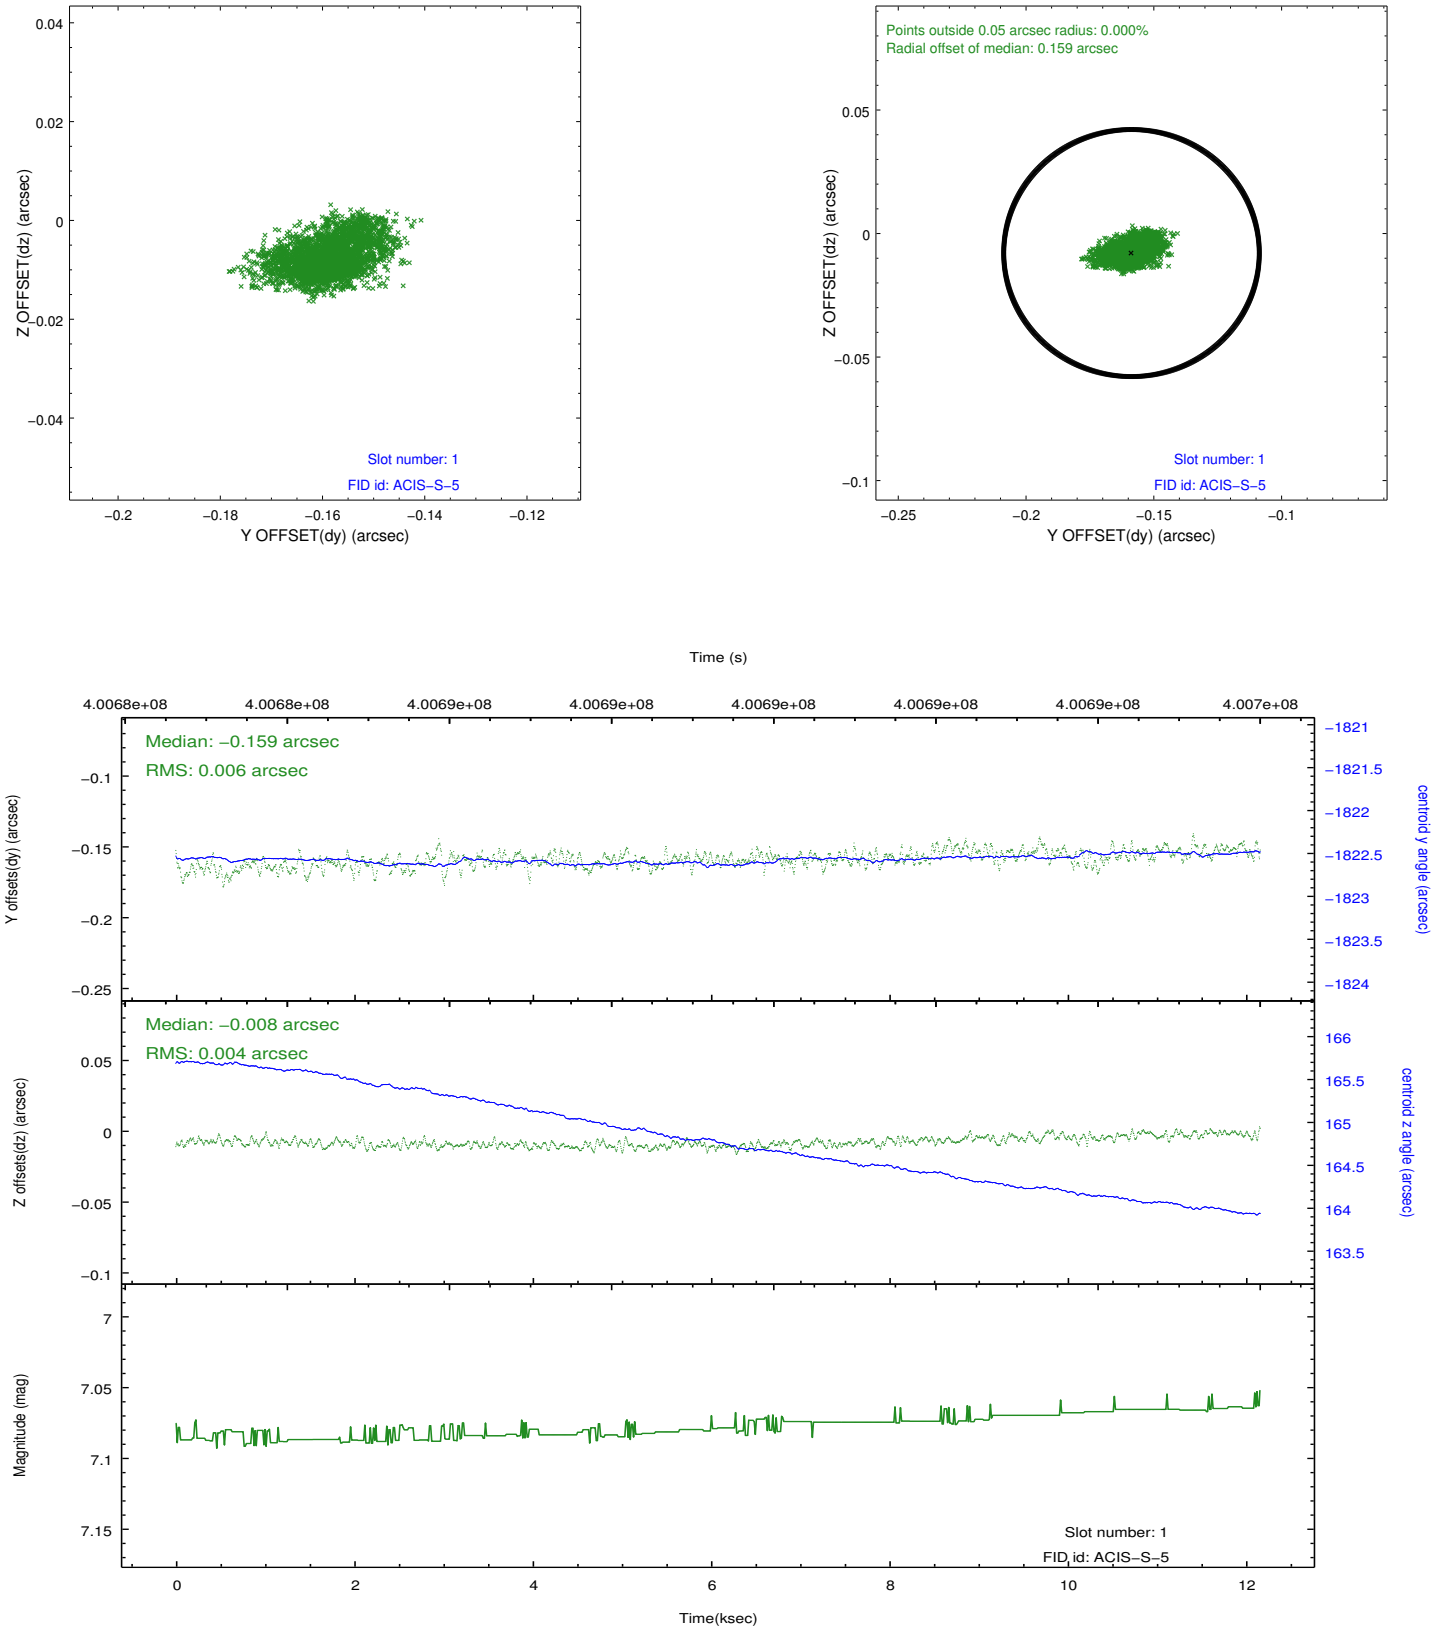 0.04
0.02
0
−0.02
−0.04
Z OFFSET(dz) (arcsec)
Slot number: 1
FID id: ACIS−S−5
−0.2
−0.18
−0.16
−0.14
−0.12
Y OFFSET(dy) (arcsec)
Points outside 0.05 arcsec radius: 0.000%
Radial offset of median: 0.159 arcsec
0.05
0
−0.05
−0.1
Z OFFSET(dz) (arcsec)
Slot number: 1
FID id: ACIS−S−5
−0.25
−0.2
−0.15
−0.1
Y OFFSET(dy) (arcsec)
Time (s)
4.0068e+08
4.0068e+08
4.0069e+08
4.0069e+08
4.0069e+08
4.0069e+08
4.0069e+08
4.007e+08
Median: −0.159 arcsec
RMS: 0.006 arcsec
−0.1
−0.15
−0.2
−0.25
Y offsets(dy) (arcsec)
−1821
−1821.5
−1822
−1822.5
−1823
−1823.5
−1824
centroid y angle (arcsec)
Median: −0.008 arcsec
RMS: 0.004 arcsec
0.05
0
−0.05
−0.1
Z offsets(dz) (arcsec)
166
165.5
165
164.5
164
163.5
centroid z angle (arcsec)
7
7.05
7.1
7.15
Magnitude (mag)
Slot number: 1
FID id: ACIS−S−5
0
2
4
6
8
10
12
Time(ksec)